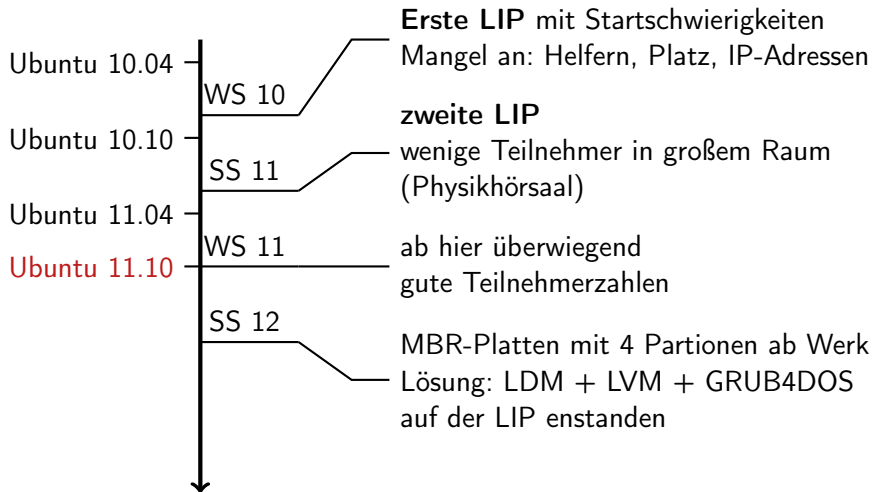 Ubuntu 10.04
Ubuntu 10.10
Ubuntu 11.04
Ubuntu 11.10
WS 10
Erste LIP mit Startschwierigkeiten
Mangel an: Helfern, Platz, IP-Adressen
SS 11
zweite LIP
wenige Teilnehmer in großem Raum
(Physikhörsaal)
WS 11
ab hier überwiegend
gute Teilnehmerzahlen
SS 12
MBR-Platten mit 4 Partionen ab Werk
Lösung: LDM + LVM + GRUB4DOS
auf der LIP enstanden